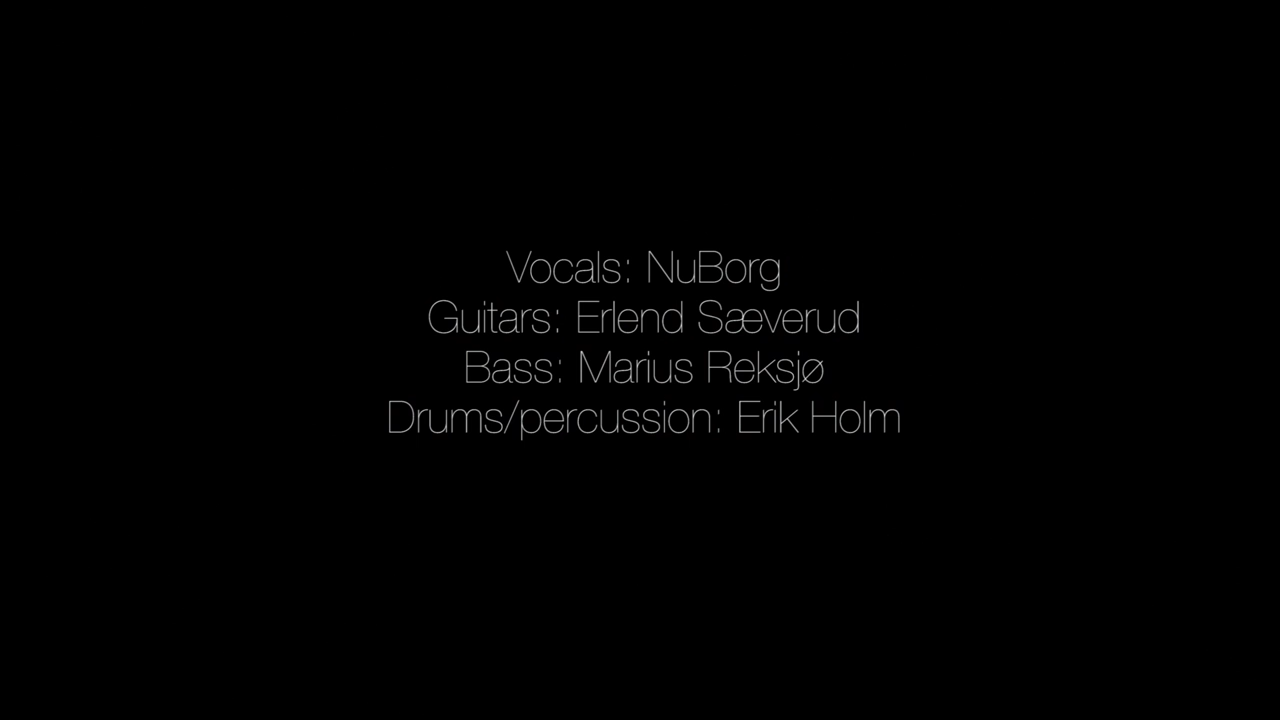 Vocals: NuBorg
Guitars: Erlend Sæverud
Bass: Marius Reksjø
Drums/percussion: Erik Holm